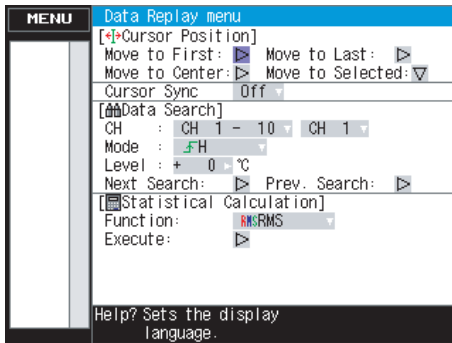 MENU
Data Replay menu
[Cursor Position]
Move to First: Move to Last:
Move to Center: Move to Selected:
Cursor Sync Off
[Data Search]
CH : CH 1 - 10 CH 1
Mode : H
Level : + 0 °C
Next Search: Prev. Search:
[Statistical Calculation]
Function: RMS RMS
Execute:
Help? Sets the display
language.